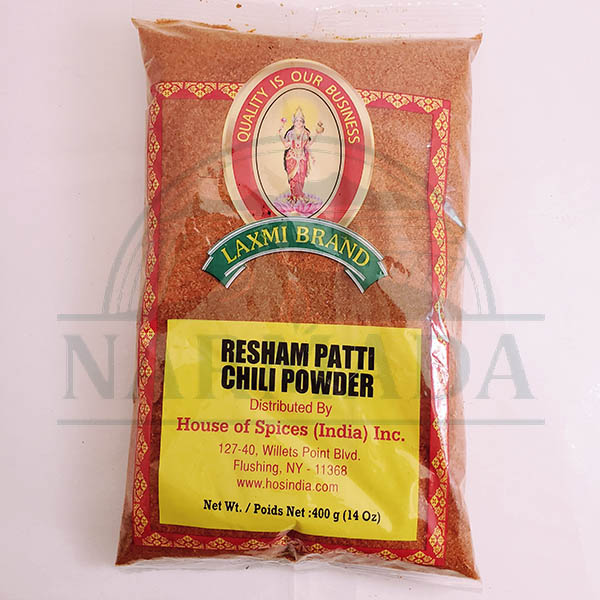 QUALITY IS OUR BUSINESS
LAXMI BRAND
NARMADA
RESHAM PATTI
CHILI POWDER
Distributed By
House of Spices (India) Inc.
127-40, Willets Point Blvd.
Flushing, NY - 11368
www.hosindia.com
Net Wt. / Poids Net :400 g (14 Oz)